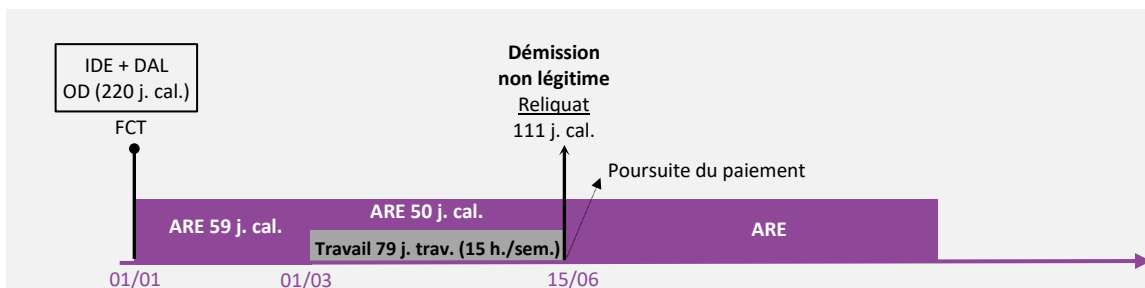 IDE + DAL
OD (220 j. cal.)
FCT
Démission
non légitime
Reliquat
111 j. cal.
Poursuite du paiement
ARE 59 j. cal.
ARE 50 j. cal.
ARE
Travail 79 j. trav. (15 h./sem.)
01/01
01/03
15/06